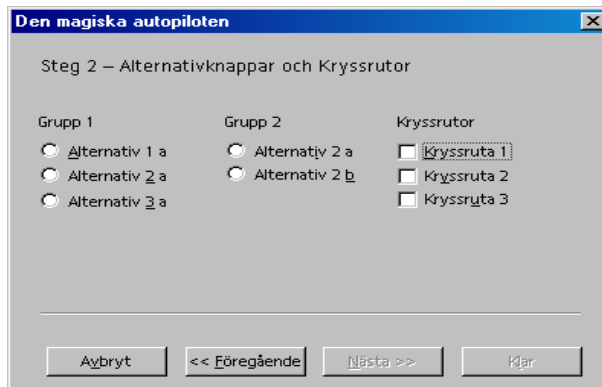 Den magiska autopiloten
Steg 2 – Alternativknappar och Kryssrutor
Grupp 1
Alternativ 1 a
Alternativ 2 a
Alternativ 3 a
Grupp 2
Alternativ 2 a
Alternativ 2 b
Kryssrutor
Kryssruta 1
Kryssruta 2
Kryssruta 3
Avbryt
<< Föregående
Nästa >>
Klar